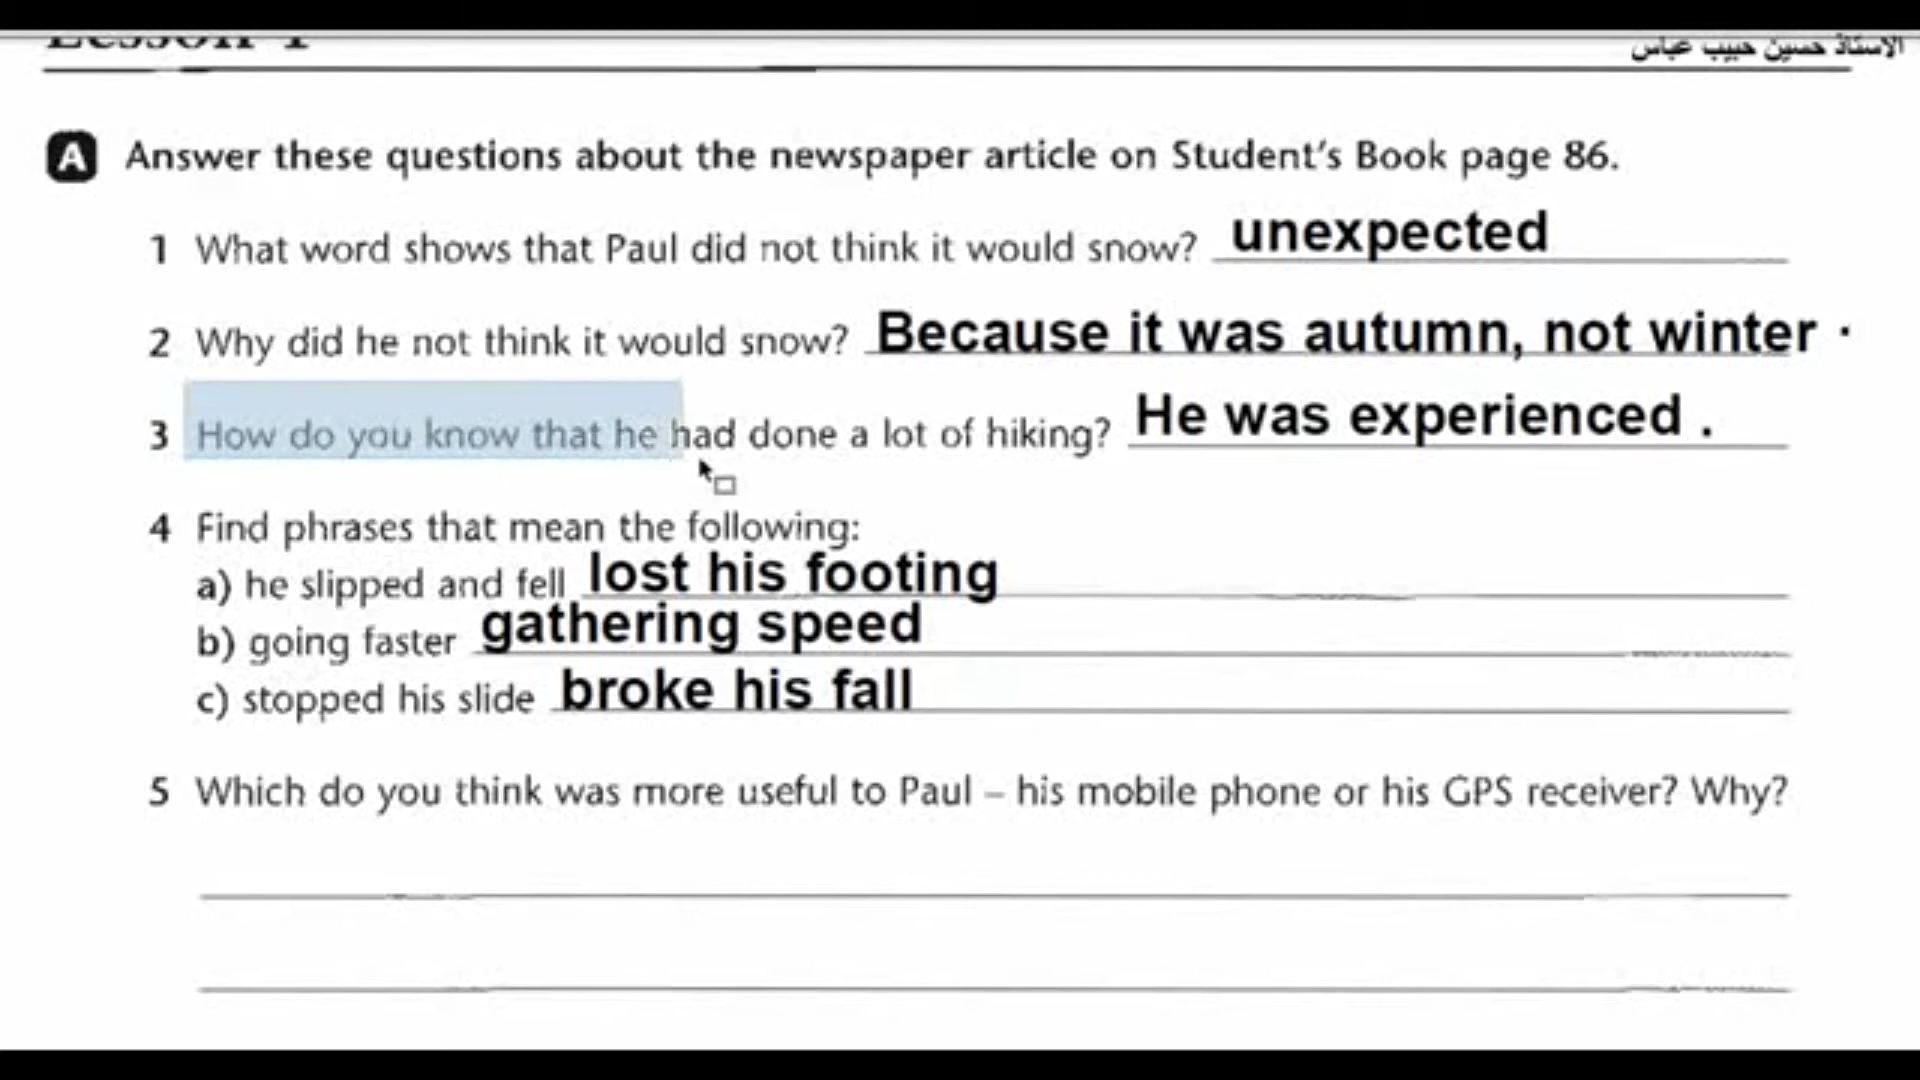 Lesson 1
الاستاذ حسين حبيب عباس
A Answer these questions about the newspaper article on Student's Book page 86.
1 What word shows that Paul did not think it would snow? unexpected
2 Why did he not think it would snow? Because it was autumn, not winter .
3 How do you know that he had done a lot of hiking? He was experienced .
4 Find phrases that mean the following:
a) he slipped and fell lost his footing
b) going faster gathering speed
c) stopped his slide broke his fall
5 Which do you think was more useful to Paul – his mobile phone or his GPS receiver? Why?